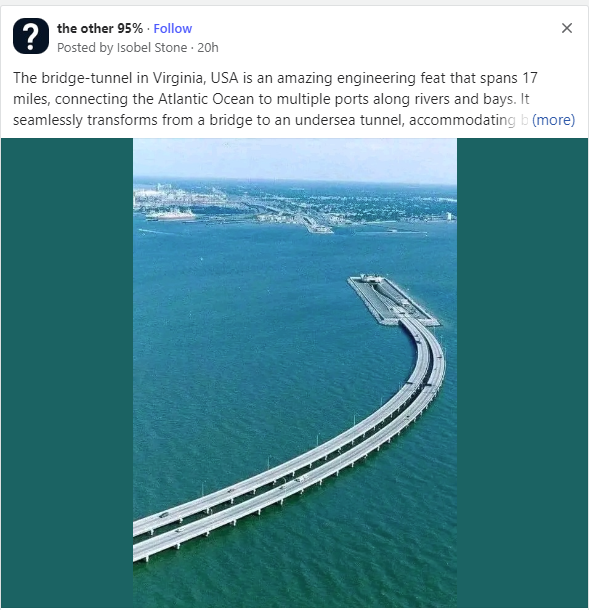 the other 95% · Follow
Posted by Isobel Stone · 20h
The bridge-tunnel in Virginia, USA is an amazing engineering feat that spans 17
miles, connecting the Atlantic Ocean to multiple ports along rivers and bays. It
seamlessly transforms from a bridge to an undersea tunnel, accommodating (more)